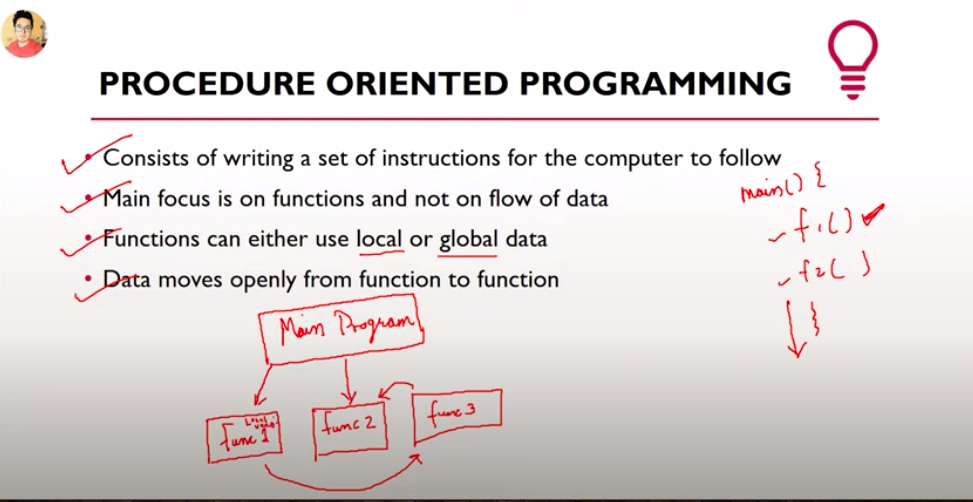 PROCEDURE ORIENTED PROGRAMMING
• Consists of writing a set of instructions for the computer to follow
• Main focus is on functions and not on flow of data
• Functions can either use local or global data
• Data moves openly from function to function
main() {
f1()
f2( )
}
Main Program
Local
func 1
func 2
func 3